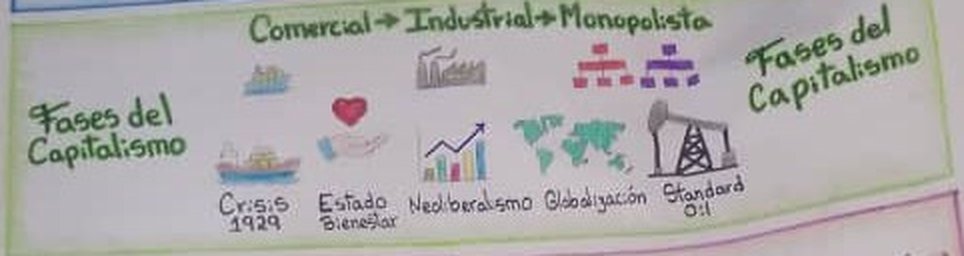 Comercial → Industrial → Monopolista
Fases del
Capitalismo
Fases del
Capitalismo
Crisis
1929
Estado
Bienestar
Neoliberalismo
Globalización
Standard
Oil